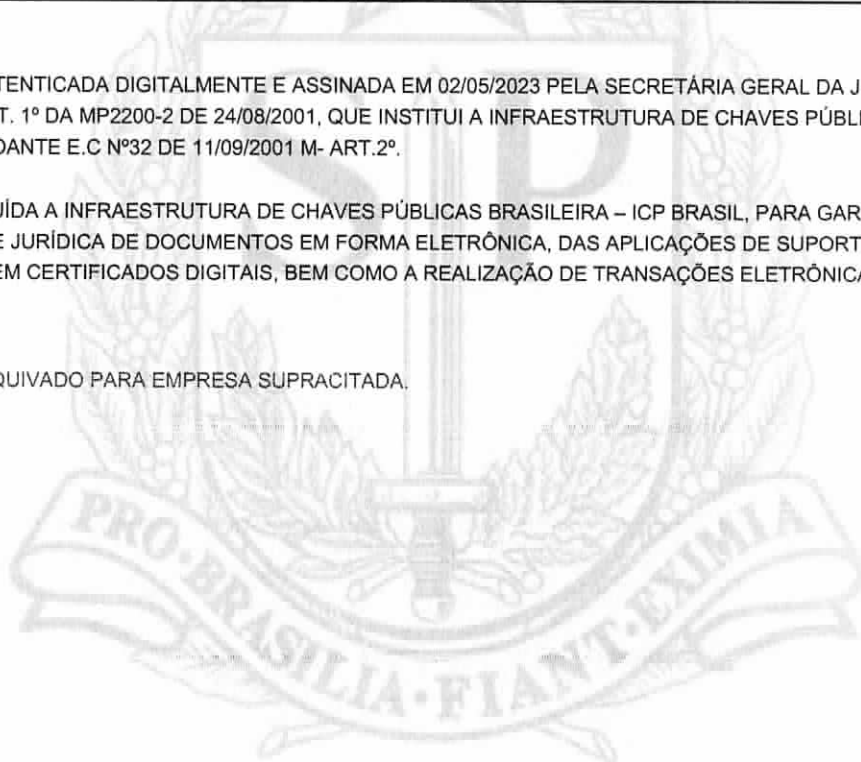 TENTICADA DIGITALMENTE E ASSINADA EM 02/05/2023 PELA SECRETÁRIA GERAL DA J
T. 1º DA MP2200-2 DE 24/08/2001, QUE INSTITUI A INFRAESTRUTURA DE CHAVES PÚBLI
DANTE E.C Nº32 DE 11/09/2001 M- ART.2º.
UÍDA A INFRAESTRUTURA DE CHAVES PÚBLICAS BRASILEIRA – ICP BRASIL, PARA GAR
E JURÍDICA DE DOCUMENTOS EM FORMA ELETRÔNICA, DAS APLICAÇÕES DE SUPORT
EM CERTIFICADOS DIGITAIS, BEM COMO A REALIZAÇÃO DE TRANSAÇÕES ELETRÔNICA
QUIVADO PARA EMPRESA SUPRACITADA.
SP
PRO·BRASILIA·FIANT·EXIMIA